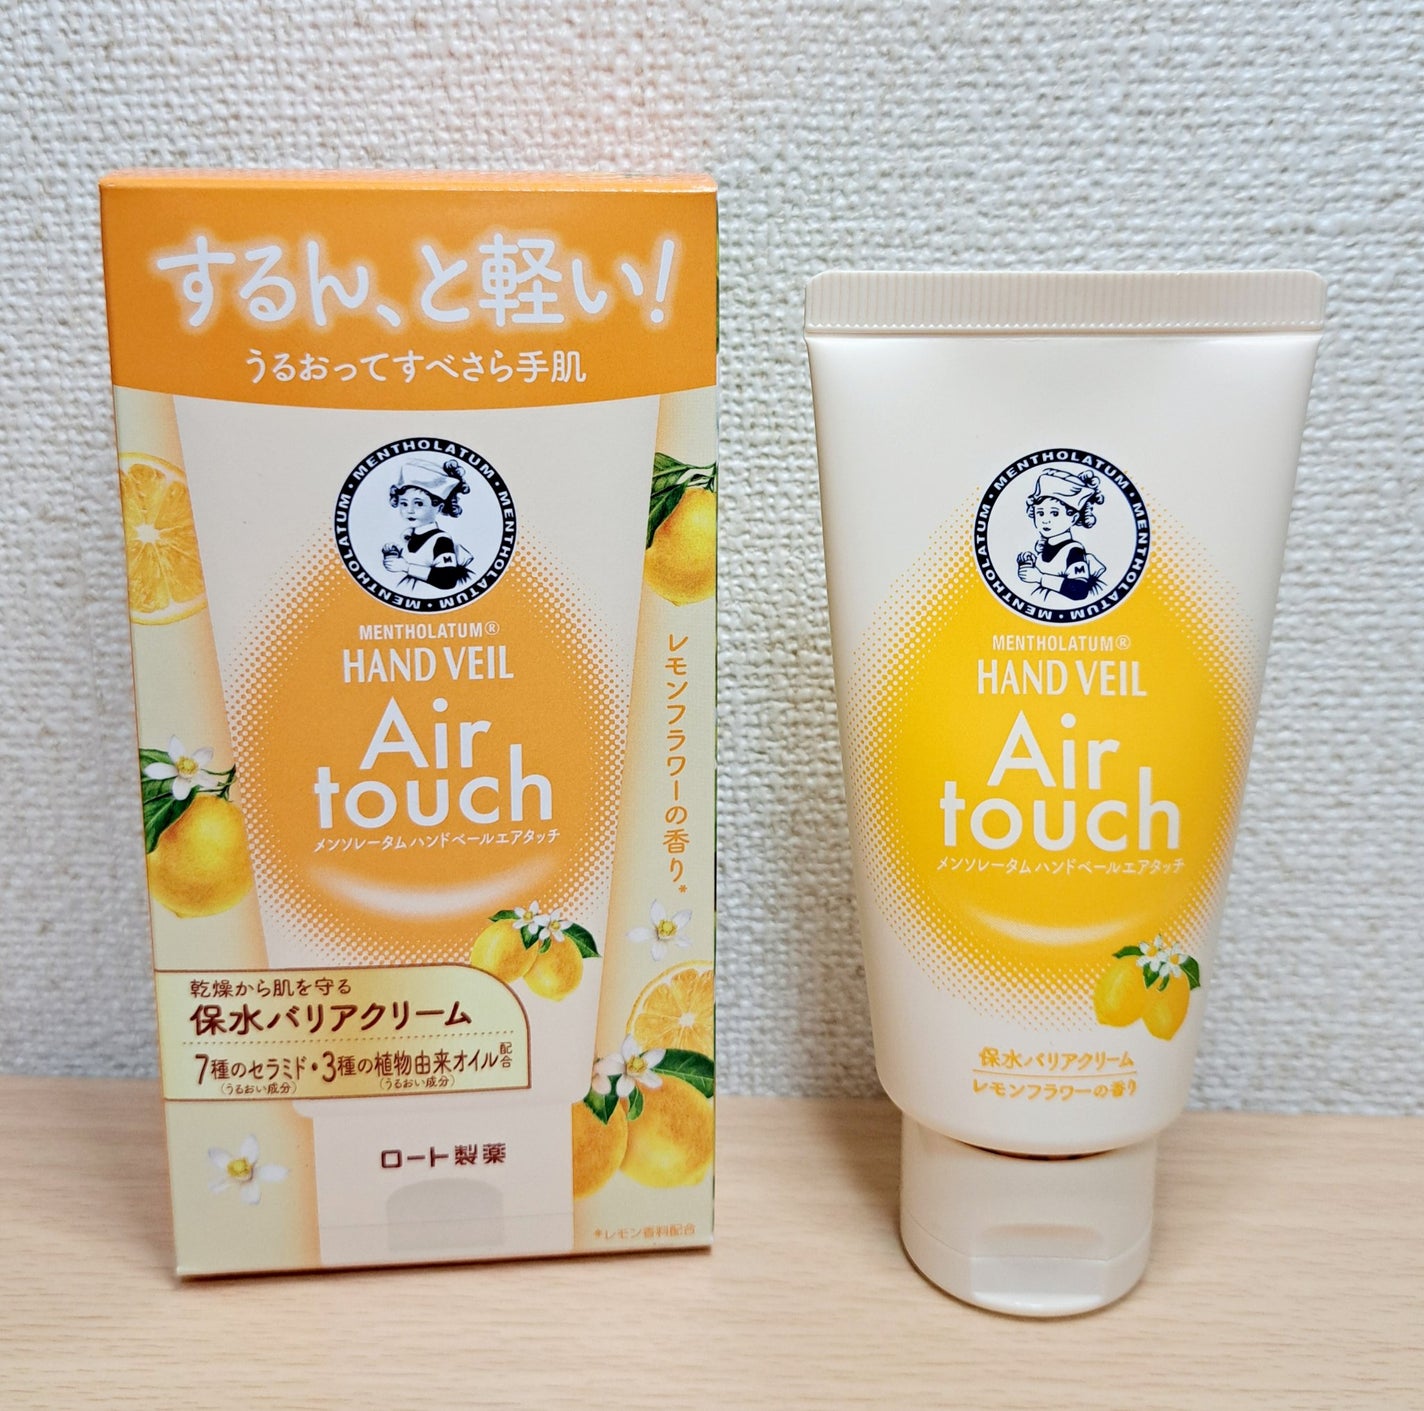 するん、と軽い!
うるおってすべさら手肌
MENTHOLATUM・MENTHOLATUM・MENTHOLATUM・
M
MENTHOLATUM®
HAND VEIL
Air
touch
メンソレータム ハンドベールエアタッチ
レモンフラワーの香り*
乾燥から肌を守る
保水バリアクリーム
7種のセラミド・3種の植物由来オイル配合
(うるおい成分) (うるおい成分)
ロート製薬
*レモン香料配合
MENTHOLATUM・MENTHOLATUM・MENTHOLATUM・
M
MENTHOLATUM®
HAND VEIL
Air
touch
メンソレータム ハンドベールエアタッチ
保水バリアクリーム
レモンフラワーの香り